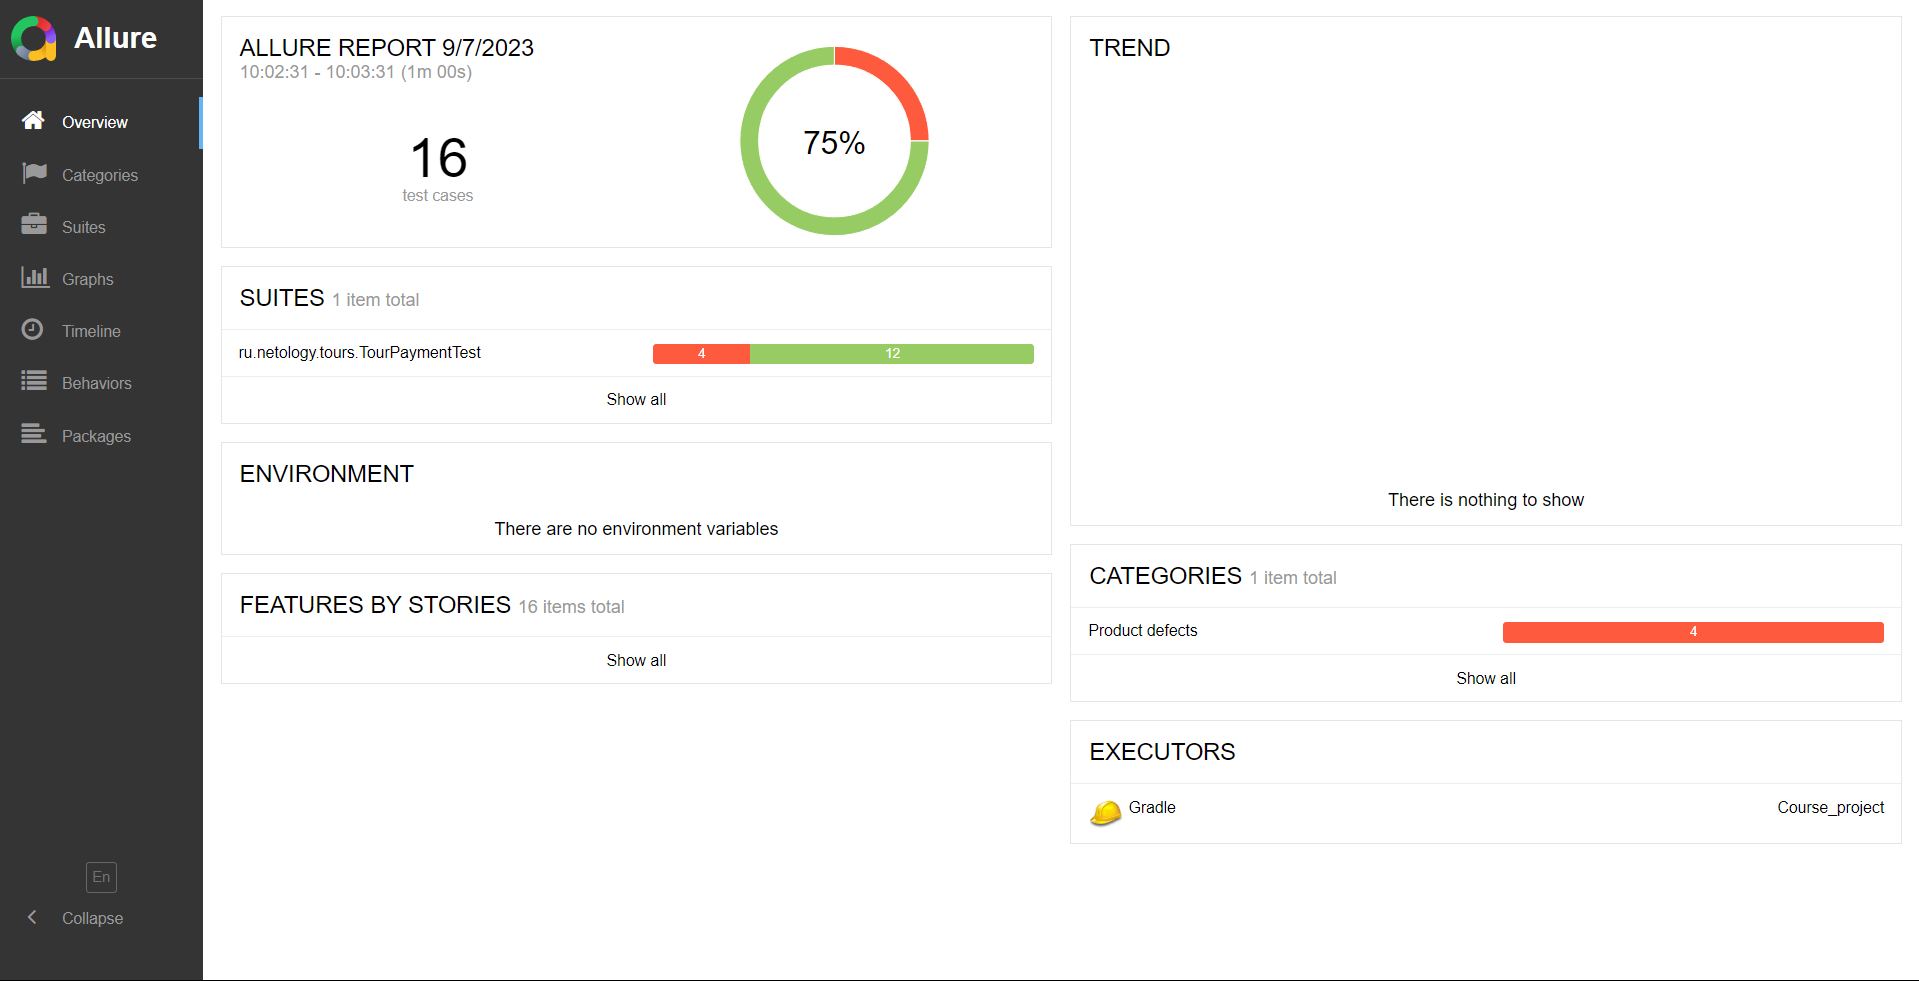 Allure
Overview
Categories
Suites
Graphs
Timeline
Behaviors
Packages
En
Collapse
ALLURE REPORT 9/7/2023
10:02:31 - 10:03:31 (1m 00s)
16
test cases
75%
SUITES 1 item total
ru.netology.tours.TourPaymentTest 4 12
Show all
ENVIRONMENT
There are no environment variables
FEATURES BY STORIES 16 items total
Show all
TREND
There is nothing to show
CATEGORIES 1 item total
Product defects 4
Show all
EXECUTORS
Gradle Course_project